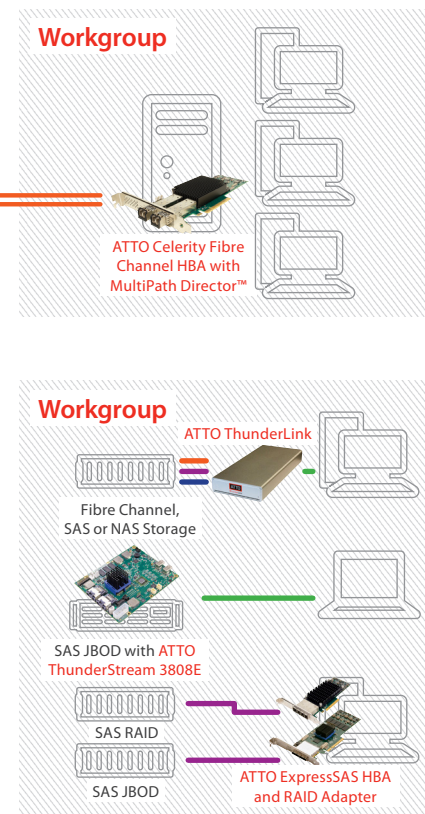 Workgroup
ATTO Celerity Fibre
Channel HBA with
MultiPath Director™
Workgroup
ATTO ThunderLink
ATTO
Fibre Channel,
SAS or NAS Storage
SAS JBOD with ATTO
ThunderStream 3808E
SAS RAID
SAS JBOD
ATTO ExpressSAS HBA
and RAID Adapter